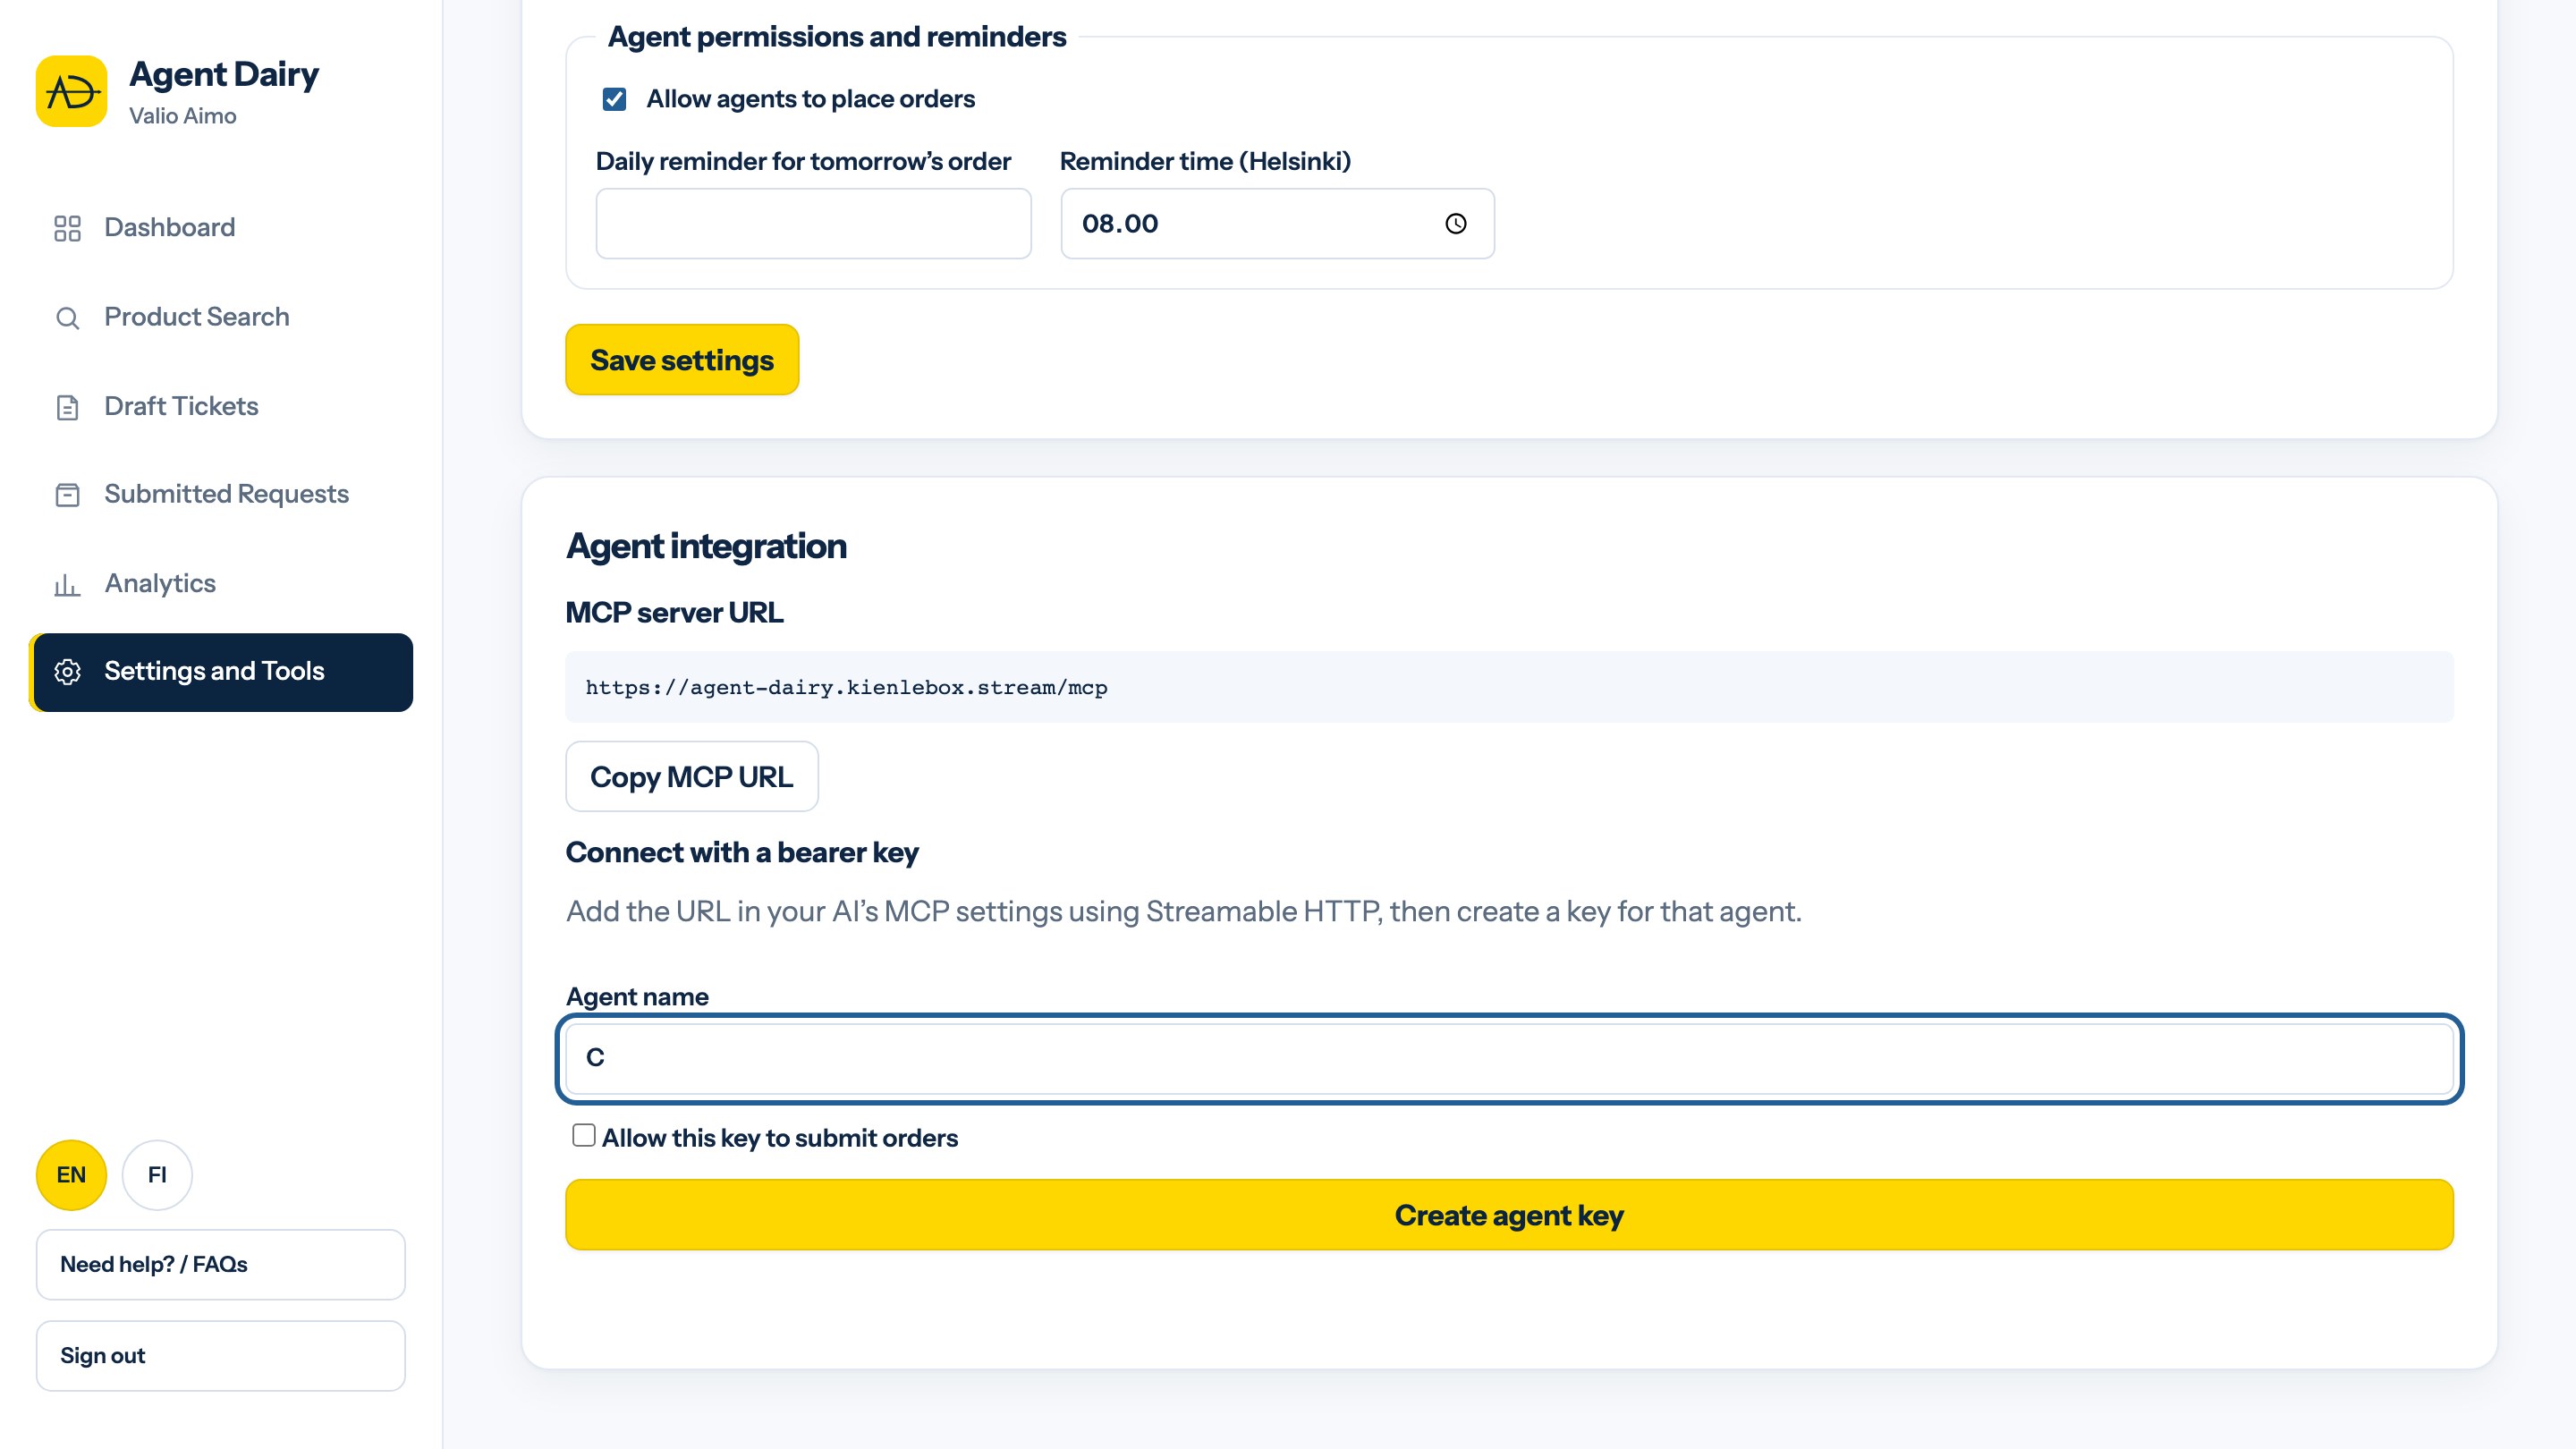 Agent Dairy
Valio Aimo
Dashboard
Product Search
Draft Tickets
Submitted Requests
Analytics
Settings and Tools
EN
FI
Need help? / FAQs
Sign out
Agent permissions and reminders
Allow agents to place orders
Daily reminder for tomorrow’s order
Reminder time (Helsinki)
08.00
Save settings
Agent integration
MCP server URL
https://agent-dairy.kienlebox.stream/mcp
Copy MCP URL
Connect with a bearer key
Add the URL in your AI’s MCP settings using Streamable HTTP, then create a key for that agent.
Agent name
C
Allow this key to submit orders
Create agent key